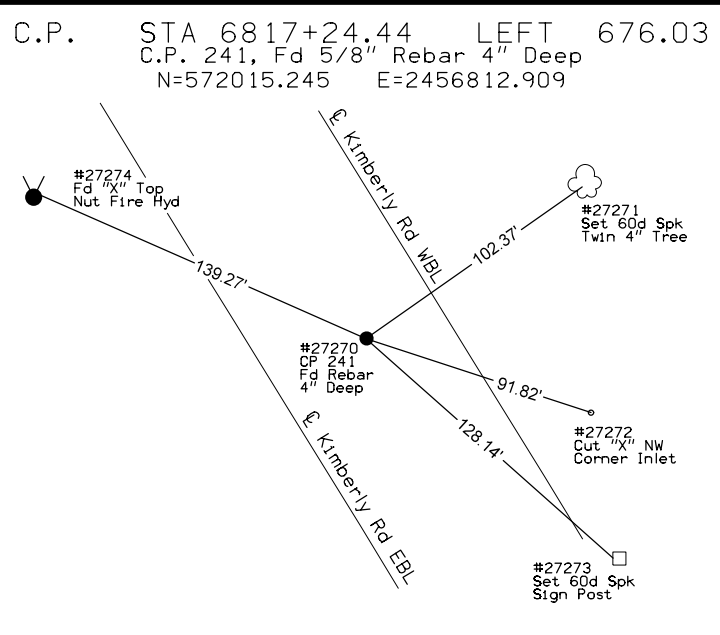 C.P. STA 6817+24.44 LEFT 676.03
C.P. 241, Fd 5/8" Rebar 4" Deep
N=572015.245 E=2456812.909
℄ Kimberly Rd WBL
#27274
Fd "X" Top
Nut Fire Hyd
#27271
Set 60d Spk
Twin 4" Tree
102.37'
139.27'
#27270
CP 241
Fd Rebar
4" Deep
91.82'
128.14'
#27272
Cut "X" NW
Corner Inlet
℄ Kimberly Rd EBL
#27273
Set 60d Spk
Sign Post